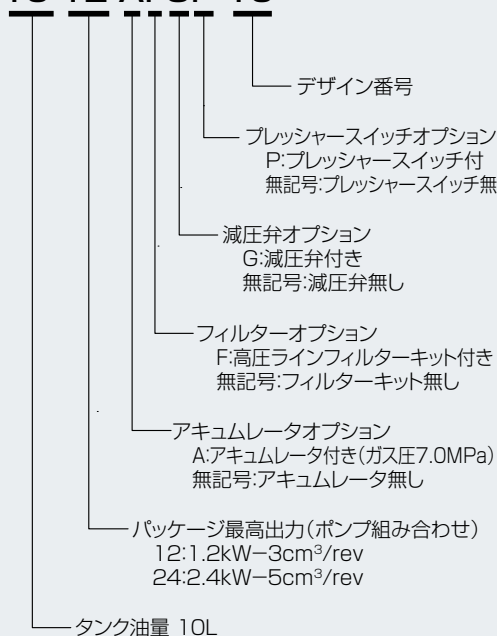 デザイン番号
プレッシャースイッチオプション
P:プレッシャースイッチ付
無記号:プレッシャースイッチ無
減圧弁オプション
G:減圧弁付き
無記号:減圧弁無し
フィルターオプション
F:高圧ラインフィルターキット付き
無記号:フィルターキット無し
アキュムレータオプション
A:アキュムレータ付き(ガス圧7.0MPa)
無記号:アキュムレータ無し
パッケージ最高出力(ポンプ組み合わせ)
12:1.2kW−3cm³/rev
24:2.4kW−5cm³/rev
タンク油量 10L